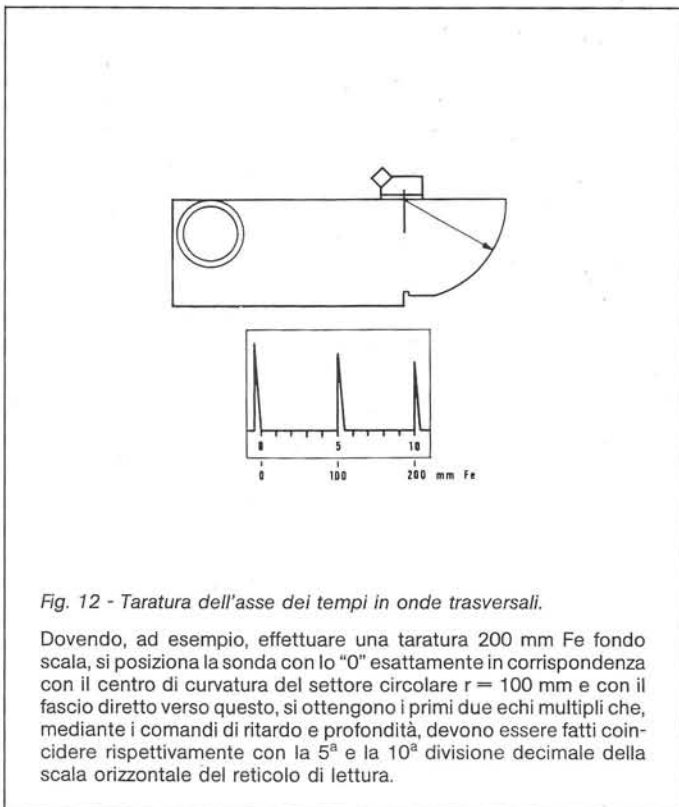 0 5 10
0 100 200 mm Fe
Fig. 12 - Taratura dell'asse dei tempi in onde trasversali.
Dovendo, ad esempio, effettuare una taratura 200 mm Fe fondo
scala, si posiziona la sonda con lo "0" esattamente in corrispondenza
con il centro di curvatura del settore circolare r = 100 mm e con il
fascio diretto verso questo, si ottengono i primi due echi multipli che,
mediante i comandi di ritardo e profondità, devono essere fatti coin-
cidere rispettivamente con la 5ª e la 10ª divisione decimale della
scala orizzontale del reticolo di lettura.